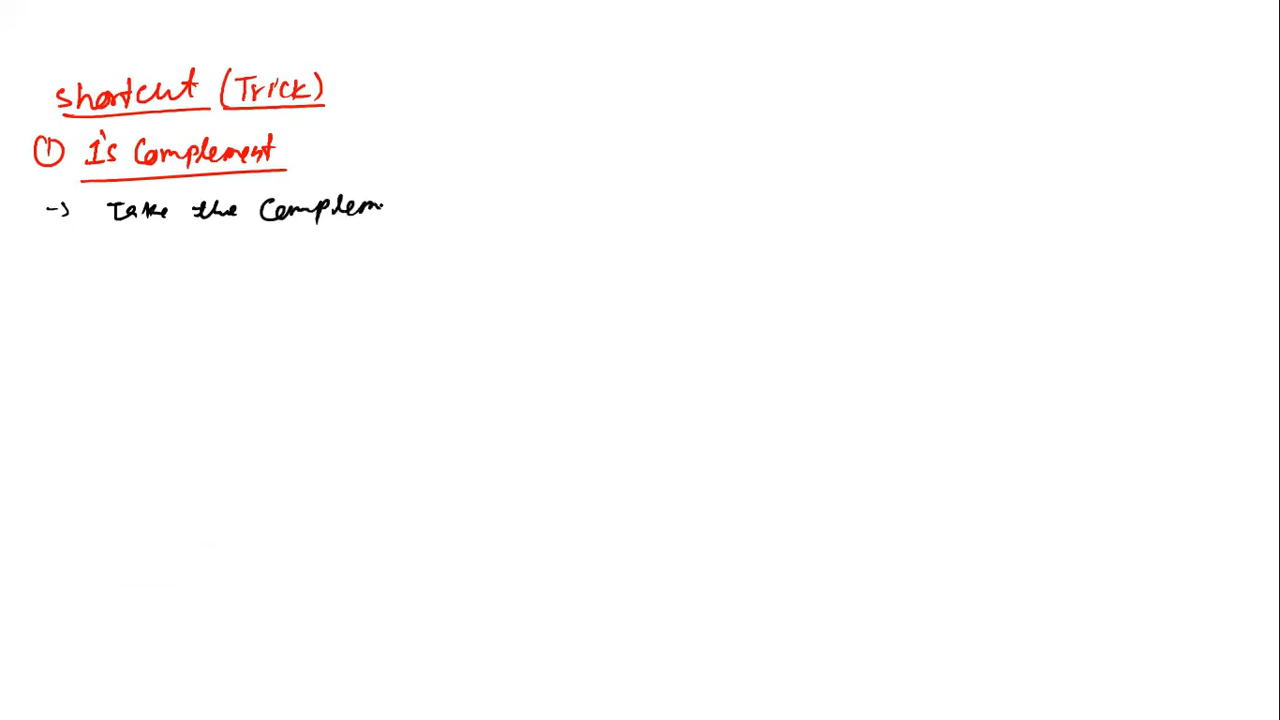 shortcut (Trick)
① 1's Complement
→ Take the Complem